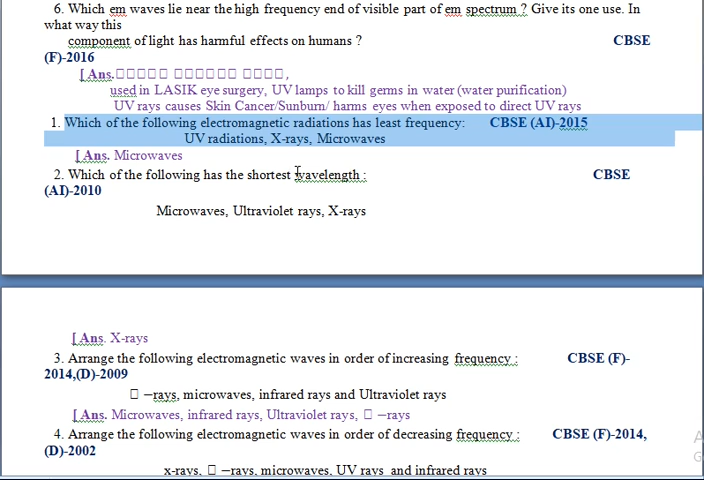 6. Which em waves lie near the high frequency end of visible part of em spectrum ? Give its one use. In
what way this
component of light has harmful effects on humans ? CBSE
(F)-2016
[ Ans.□□□□□ □□□□□□ □□□□,
used in LASIK eye surgery, UV lamps to kill germs in water (water purification)
UV rays causes Skin Cancer/Sunburn/ harms eyes when exposed to direct UV rays
1. Which of the following electromagnetic radiations has least frequency: CBSE (AI)-2015
UV radiations, X-rays, Microwaves
[ Ans. Microwaves
2. Which of the following has the shortest wavelength : CBSE
(AI)-2010
Microwaves, Ultraviolet rays, X-rays
[ Ans. X-rays
3. Arrange the following electromagnetic waves in order of increasing frequency : CBSE (F)-
2014,(D)-2009
□ −rays, microwaves, infrared rays and Ultraviolet rays
[ Ans. Microwaves, infrared rays, Ultraviolet rays, □ −rays
4. Arrange the following electromagnetic waves in order of decreasing frequency : CBSE (F)-2014,
(D)-2002
x-rays, □ −rays, microwaves, UV rays and infrared rays